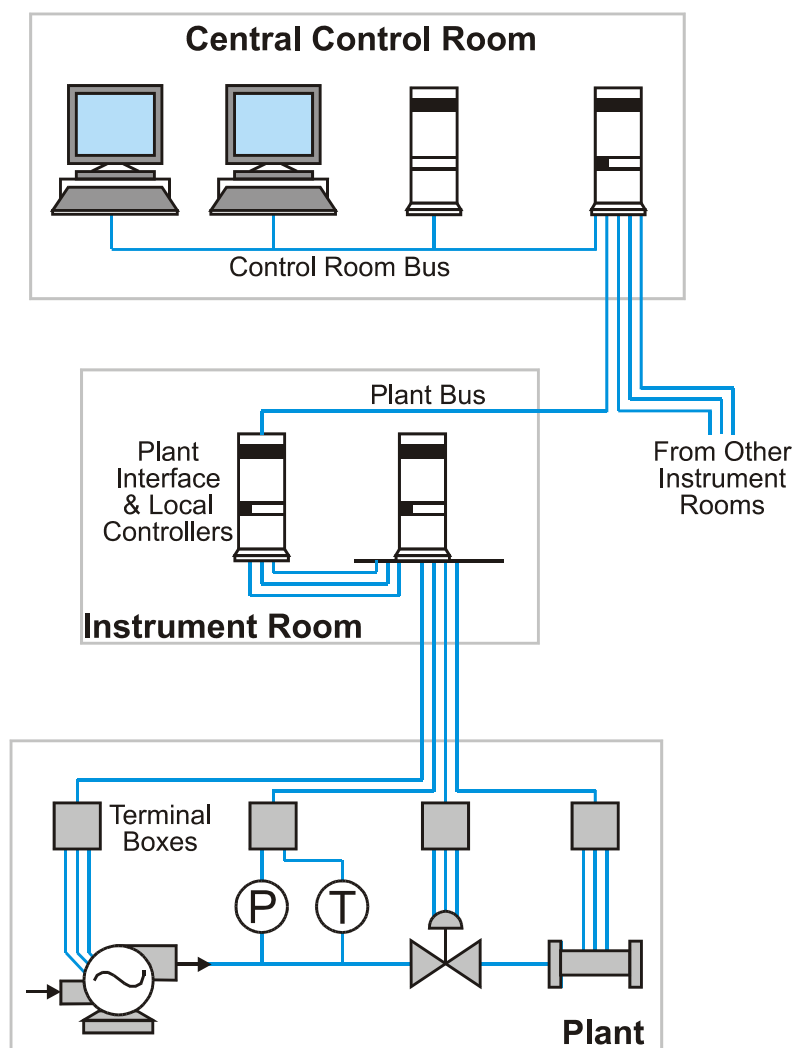 Central Control Room
Control Room Bus
Plant Bus
Plant
Interface
& Local
Controllers
From Other
Instrument
Rooms
Instrument Room
Terminal
Boxes
P
T
Plant